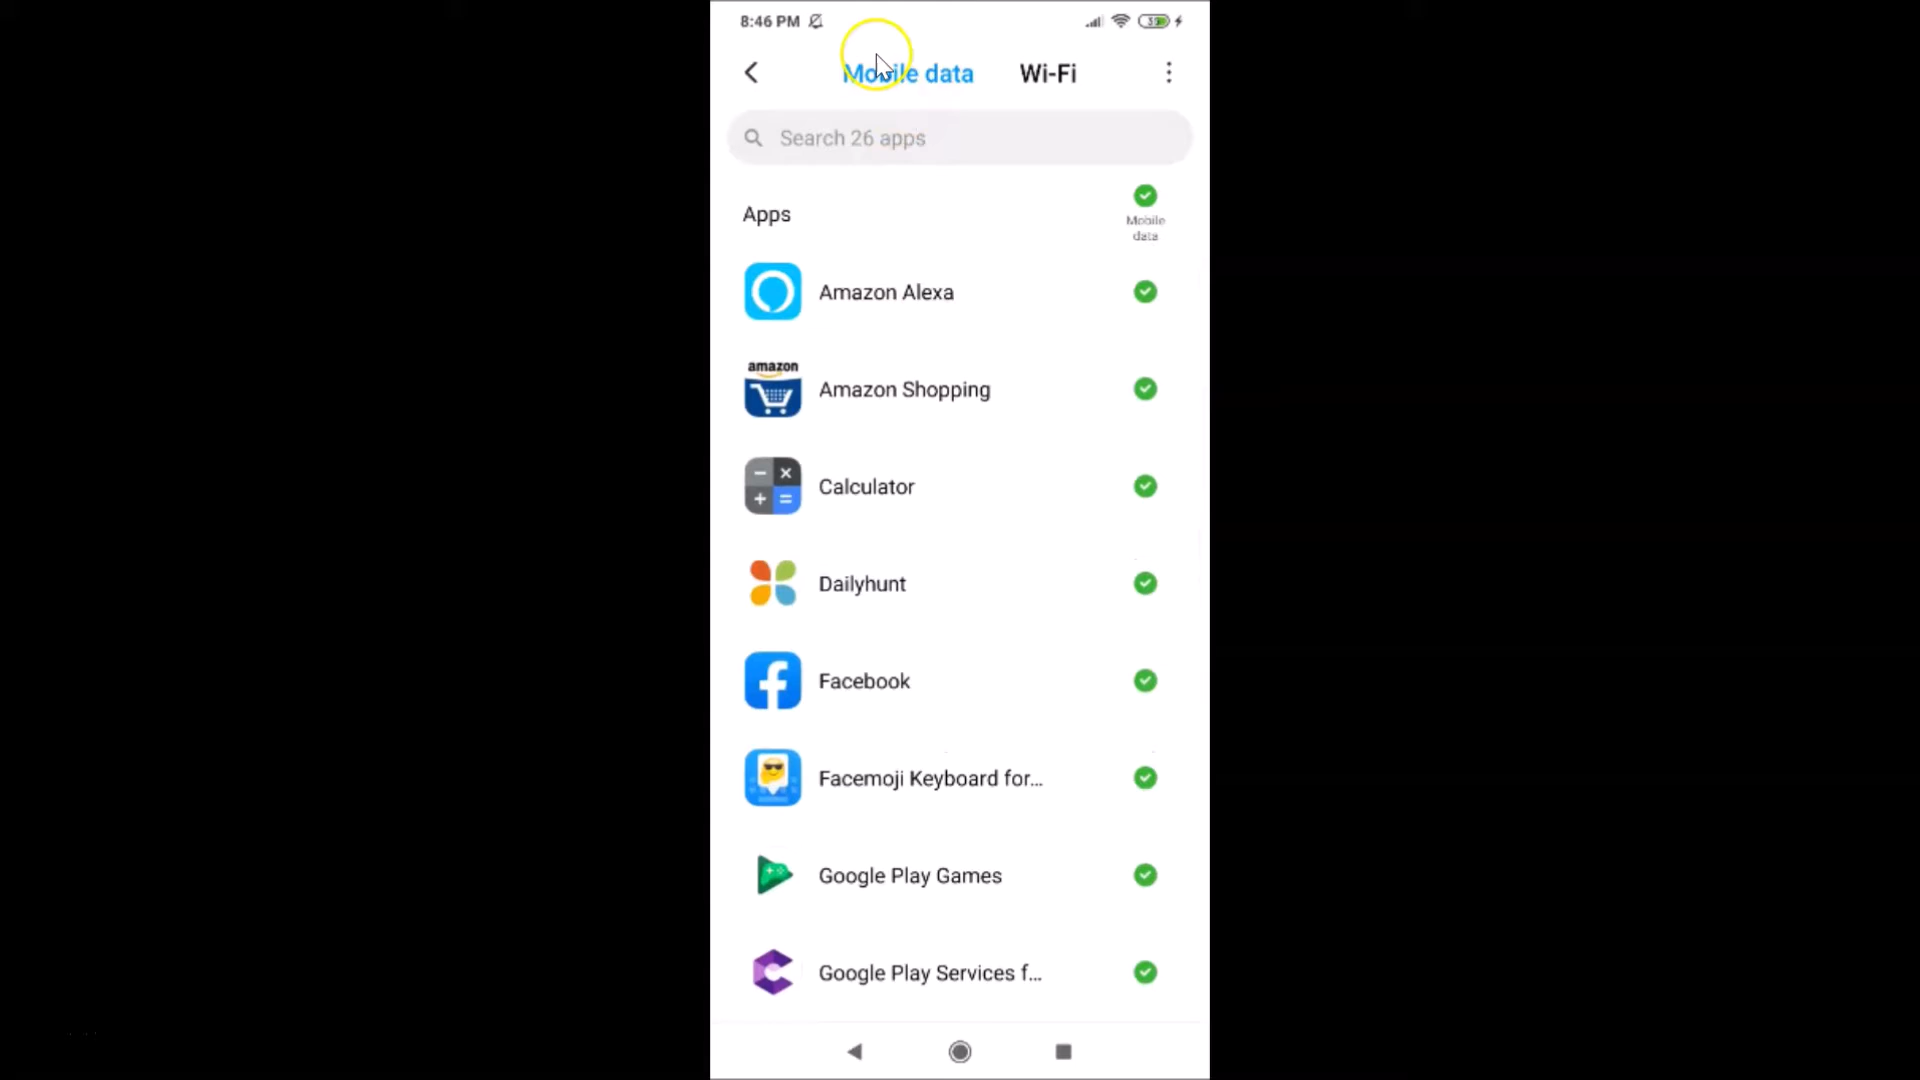 8:46 PM
Mobile data
Wi-Fi
Search 26 apps
Apps
Mobile
data
Amazon Alexa
amazon
Amazon Shopping
Calculator
Dailyhunt
Facebook
Facemoji Keyboard for...
Google Play Games
Google Play Services f...